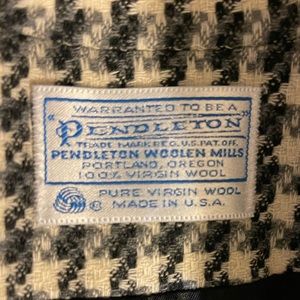 WARRANTED TO BE A
"PENDLETON"
TRADE MARK REG. U.S. PAT. OFF.
PENDLETON WOOLEN MILLS
PORTLAND, OREGON
100% VIRGIN WOOL
PURE VIRGIN WOOL
© MADE IN U.S.A.